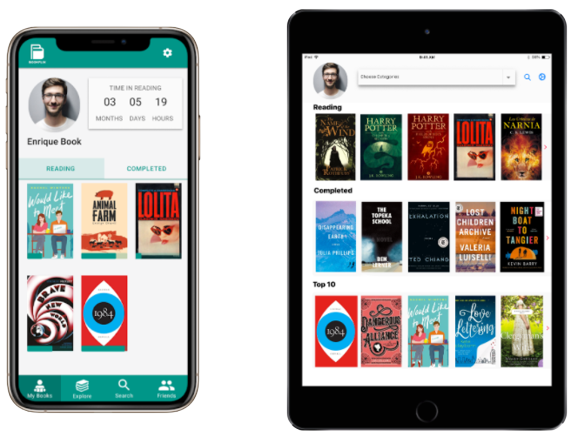 TIME IN READING
03 05 19
MONTHS DAYS HOURS
Enrique Book
READING COMPLETED
Would Like to Meet
ANIMAL FARM
LOLITA
BRAVE NEW WORLD
1984
My Books Explore Search Friends
iPad
9:41 AM
Choose Categories
Reading
THE NAME OF THE WIND
HARRY POTTER
J.K. ROWLING
HARRY POTTER
J.K. ROWLING
LOLITA
NARNIA
C. S. LEWIS
Completed
DISAPPEARING EARTH
JULIA PHILLIPS
THE TOPEKA SCHOOL
BEN LERNER
EXHALATION
TED CHIANG
LOST CHILDREN ARCHIVE
VALERIA LUISELLI
NIGHT BOAT TO TANGIER
KEVIN BARRY
Top 10
1984
A DANGEROUS ALLIANCE
Would Like to Meet
Love Lettering